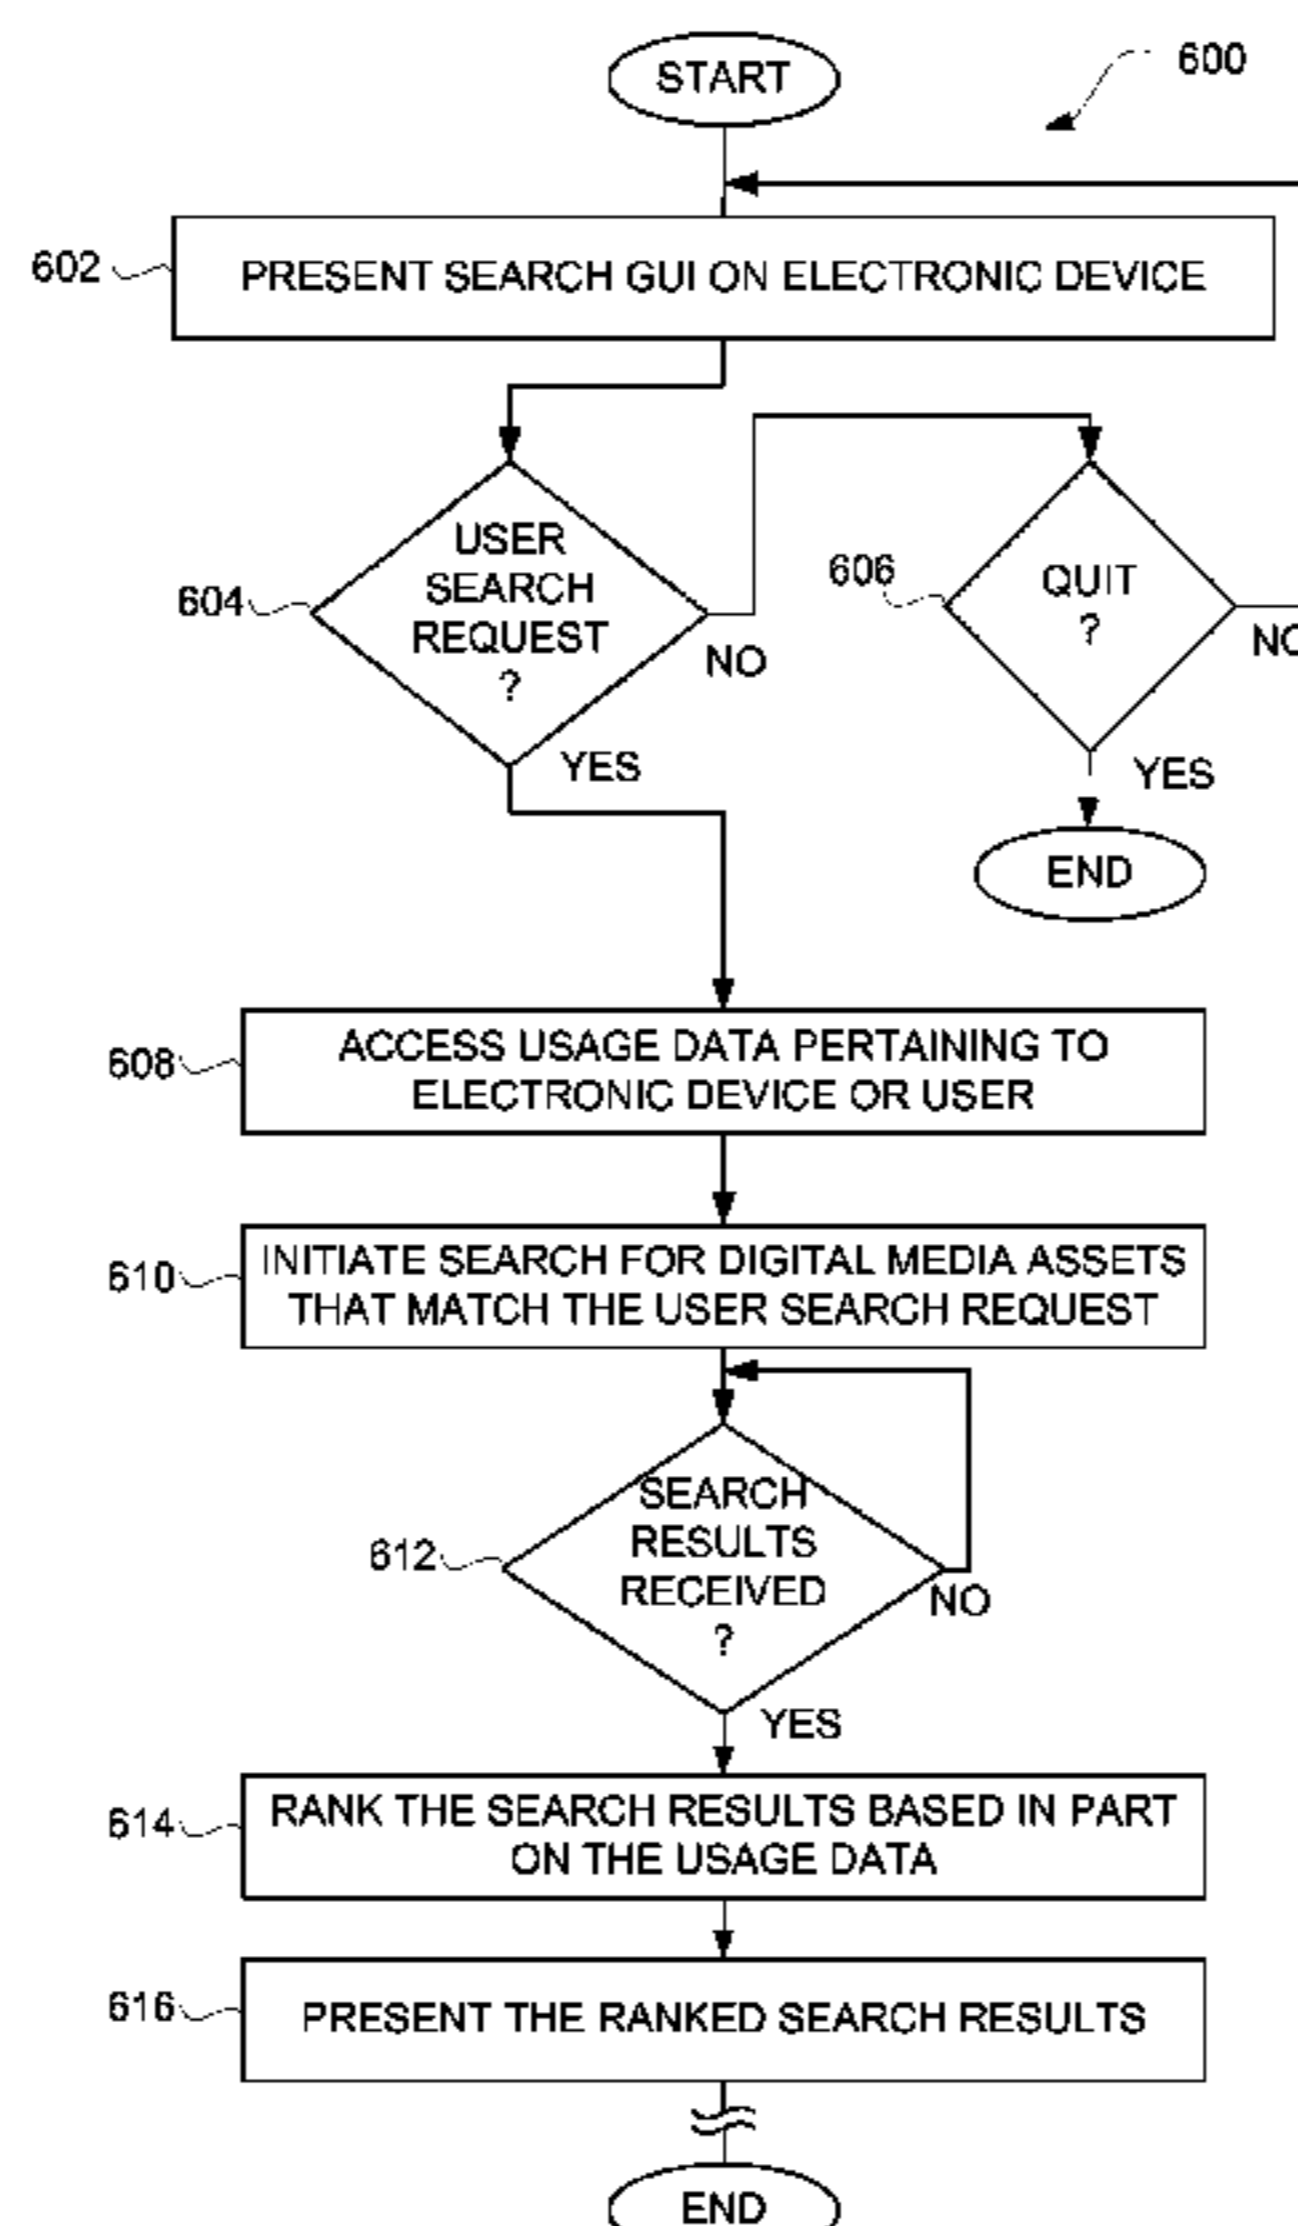 START
600
602
PRESENT SEARCH GUI ON ELECTRONIC DEVICE
604
USER
SEARCH
REQUEST
?
NO
YES
606
QUIT
?
NO
YES
END
608
ACCESS USAGE DATA PERTAINING TO
ELECTRONIC DEVICE OR USER
610
INITIATE SEARCH FOR DIGITAL MEDIA ASSETS
THAT MATCH THE USER SEARCH REQUEST
612
SEARCH
RESULTS
RECEIVED
?
NO
YES
614
RANK THE SEARCH RESULTS BASED IN PART
ON THE USAGE DATA
616
PRESENT THE RANKED SEARCH RESULTS
END